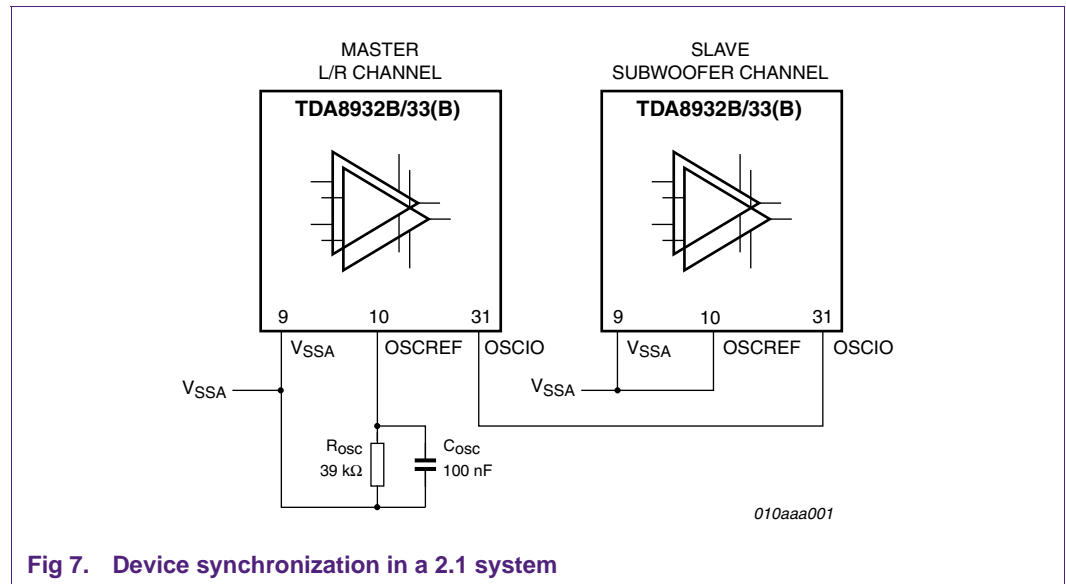 MASTER
L/R CHANNEL
SLAVE
SUBWOOFER CHANNEL
TDA8932B/33(B)
TDA8932B/33(B)
9 10 31
9 10 31
VSSA OSCREF OSCIO
VSSA OSCREF OSCIO
VSSA
VSSA
Rosc
39 kΩ
Cosc
100 nF
010aaa001
Fig 7. Device synchronization in a 2.1 system